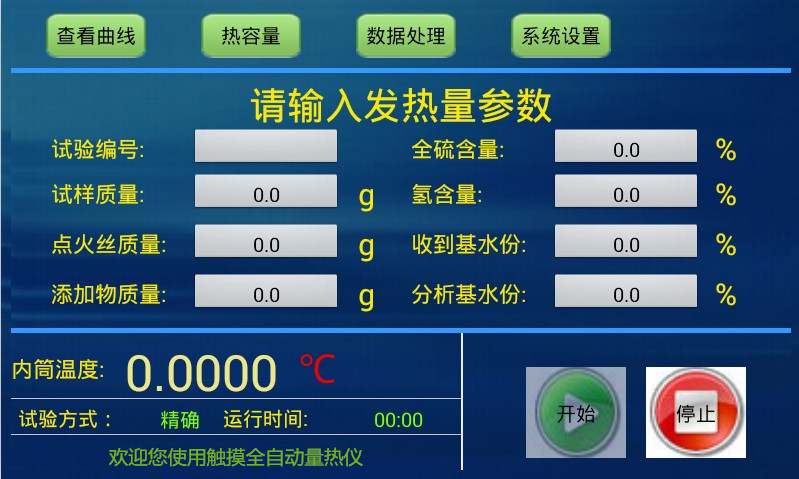 查看曲线 热容量 数据处理 系统设置
请输入发热量参数
试验编号: 全硫含量: 0.0 %
试样质量: 0.0 g 氢含量: 0.0 %
点火丝质量: 0.0 g 收到基水份: 0.0 %
添加物质量: 0.0 g 分析基水份: 0.0 %
内筒温度: 0.0000 ℃
试验方式： 精确 运行时间: 00:00
欢迎您使用触摸全自动量热仪
开始 停止